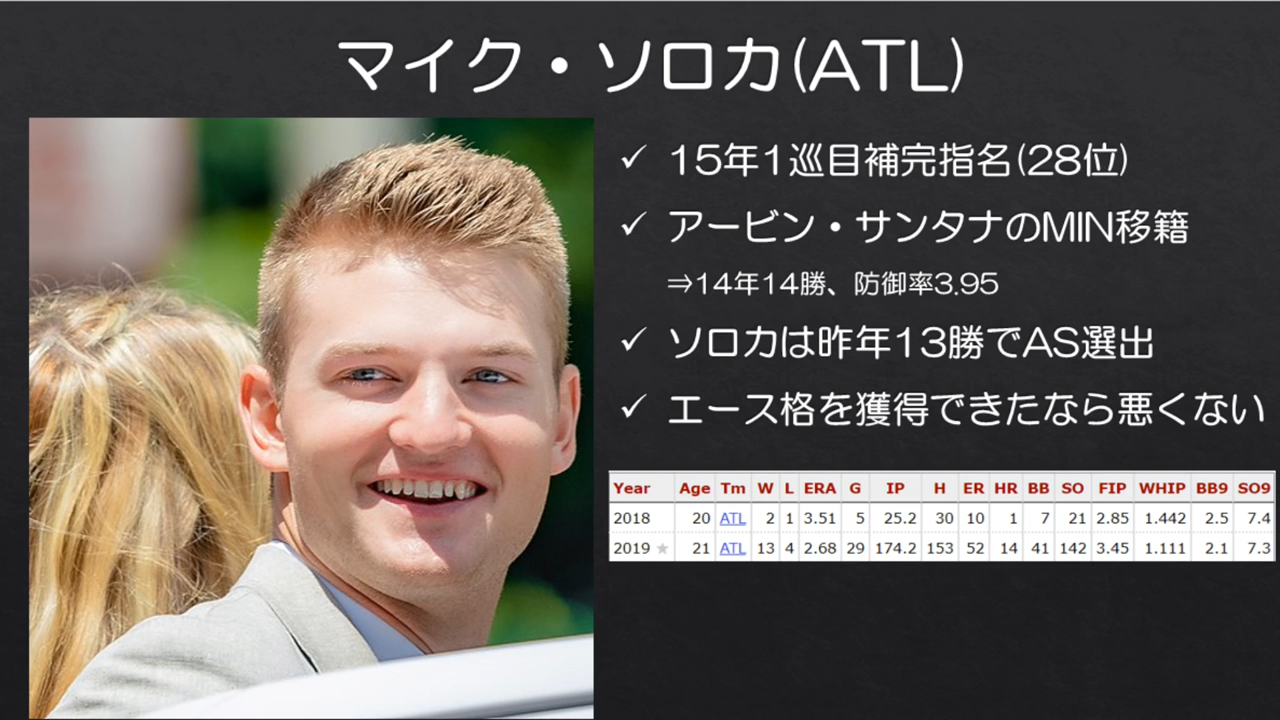 マイク・ソロカ(ATL)
✓ 15年1巡目補完指名(28位)
✓ アービン・サンタナのMIN移籍
⇒14年14勝、防御率3.95
✓ ソロカは昨年13勝でAS選出
✓ エース格を獲得できたなら悪くない
Year Age Tm W L ERA G IP H ER HR BB SO FIP WHIP BB9 SO9
2018 20 ATL 2 1 3.51 5 25.2 30 10 1 7 21 2.85 1.442 2.5 7.4
2019 ★ 21 ATL 13 4 2.68 29 174.2 153 52 14 41 142 3.45 1.111 2.1 7.3